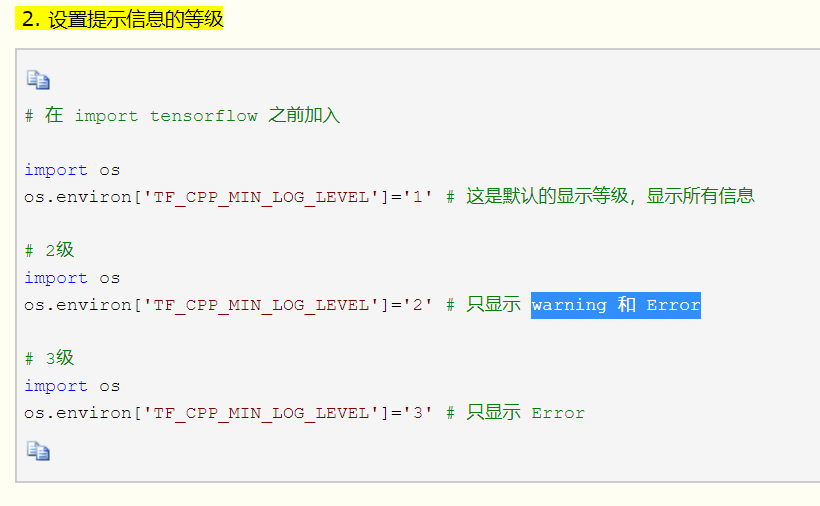 2. 设置提示信息的等级
# 在 import tensorflow 之前加入
import os
os.environ['TF_CPP_MIN_LOG_LEVEL']='1' # 这是默认的显示等级，显示所有信息
# 2级
import os
os.environ['TF_CPP_MIN_LOG_LEVEL']='2' # 只显示 warning 和 Error
# 3级
import os
os.environ['TF_CPP_MIN_LOG_LEVEL']='3' # 只显示 Error